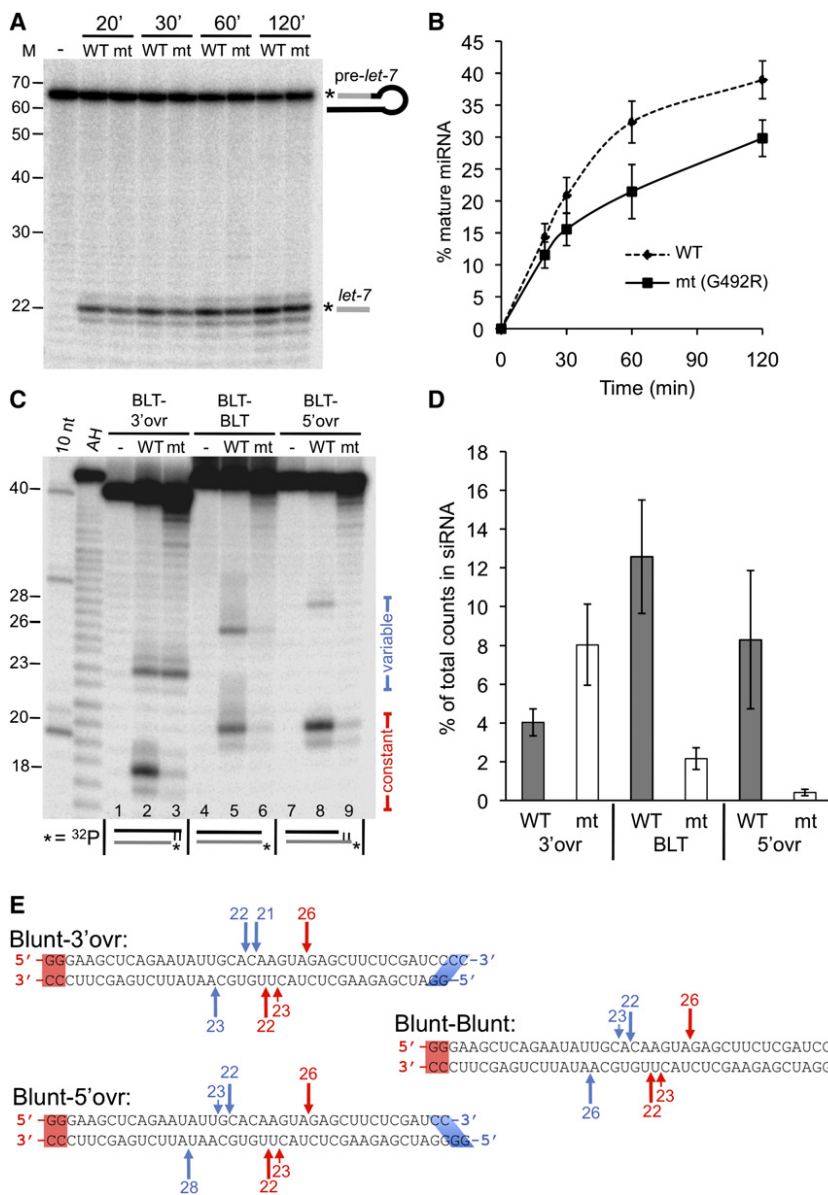 A
20' 30' 60' 120'
M - WT mt WT mt WT mt WT mt
70
60
50
40
30
22
* pre-let-7
* let-7
B
% mature miRNA
45
40
35
30
25
20
15
10
5
0
WT
mt (G492R)
0 30 60 90 120
Time (min)
C
BLT-3'ovr BLT-BLT BLT-5'ovr
10 nt AH - WT mt - WT mt - WT mt
40
28
26
23
20
18
variable
constant
1 2 3 4 5 6 7 8 9
*= ³²P * * *
D
% of total counts in siRNA
18
16
14
12
10
8
6
4
2
0
WT mt WT mt WT mt
3'ovr BLT 5'ovr
E
Blunt-3'ovr:
22 21 26
5' GGGAAGCUCAGAAUAUUGCACAAGUAGAGCUUCUCGAUCCCC-3'
3' CCCUUCGAGUCUUAUAACGUGUUCAUCUCGAAGAGCUAGG-5'
23 22 23
Blunt-Blunt:
23 22 26
5' GGGAAGCUCAGAAUAUUGCACAAGUAGAGCUUCUCGAUC
3' CCCUUCGAGUCUUAUAACGUGUUCAUCUCGAAGAGCUAG
26 22 23
Blunt-5'ovr:
23 22 26
5' GGGAAGCUCAGAAUAUUGCACAAGUAGAGCUUCUCGAUCC-3'
3' CCCUUCGAGUCUUAUAACGUGUUCAUCUCGAAGAGCUAGGGG-5'
28 22 23